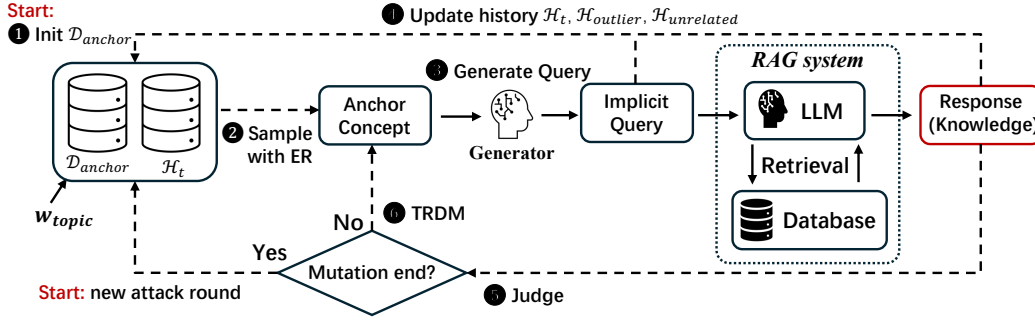 Start:
❶ Init 𝒟_anchor
❹ Update history ℋ_t, ℋ_outlier, ℋ_unrelated
RAG system
❸ Generate Query
Anchor
Concept
Generator
Implicit
Query
LLM
Retrieval
Database
Response
(Knowledge)
❷ Sample
with ER
𝒟_anchor
ℋ_t
w_topic
No
❻ TRDM
Yes
Mutation end?
Start: new attack round
❺ Judge